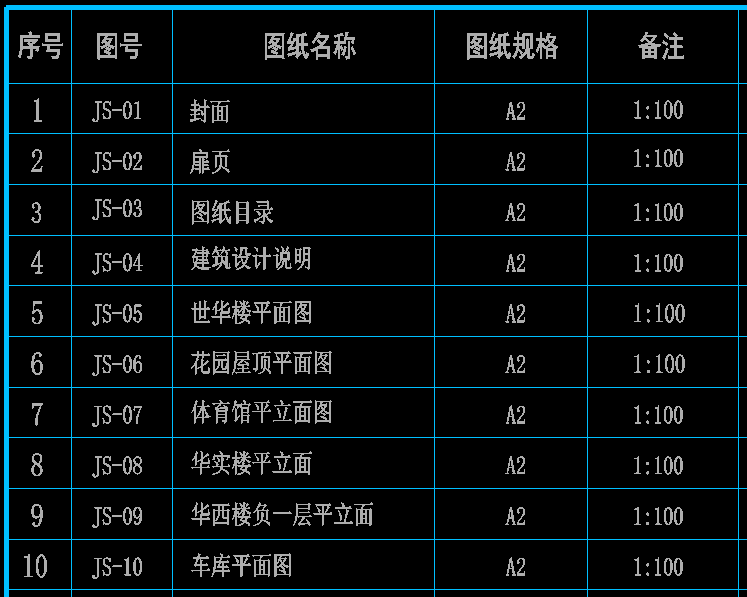 序号 图号 图纸名称 图纸规格 备注
1 JS-01 封面 A2 1:100
2 JS-02 扉页 A2 1:100
3 JS-03 图纸目录 A2 1:100
4 JS-04 建筑设计说明 A2 1:100
5 JS-05 世华楼平面图 A2 1:100
6 JS-06 花园屋顶平面图 A2 1:100
7 JS-07 体育馆平立面图 A2 1:100
8 JS-08 华实楼平立面 A2 1:100
9 JS-09 华西楼负一层平立面 A2 1:100
10 JS-10 车库平面图 A2 1:100